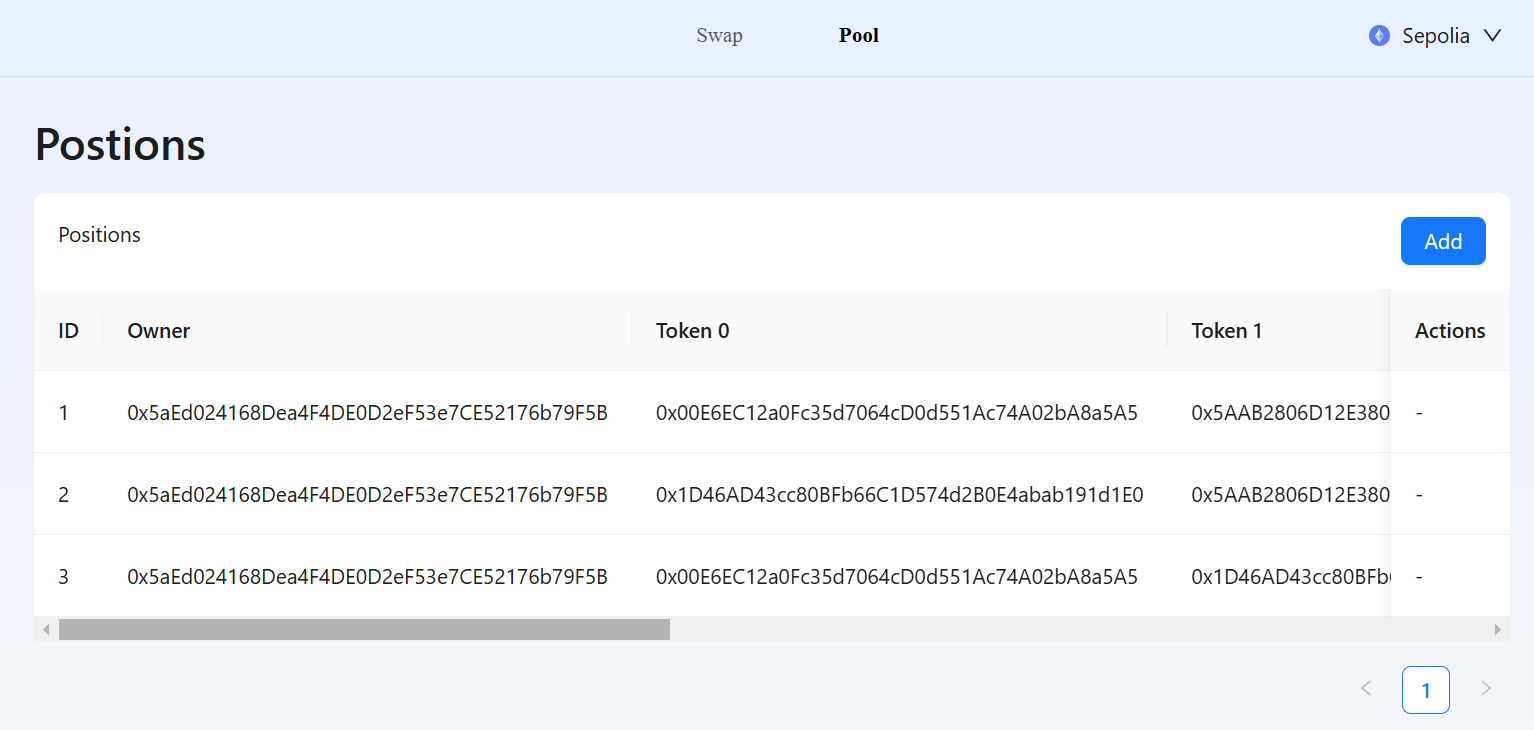 Swap Pool Sepolia
Postions
Positions Add
ID Owner Token 0 Token 1 Actions
1 0x5aEd024168Dea4F4DE0D2eF53e7CE52176b79F5B 0x00E6EC12a0Fc35d7064cD0d551Ac74A02bA8a5A5 0x5AAB2806D12E380 -
2 0x5aEd024168Dea4F4DE0D2eF53e7CE52176b79F5B 0x1D46AD43cc80BFb66C1D574d2B0E4abab191d1E0 0x5AAB2806D12E380 -
3 0x5aEd024168Dea4F4DE0D2eF53e7CE52176b79F5B 0x00E6EC12a0Fc35d7064cD0d551Ac74A02bA8a5A5 0x1D46AD43cc80BFb -
1